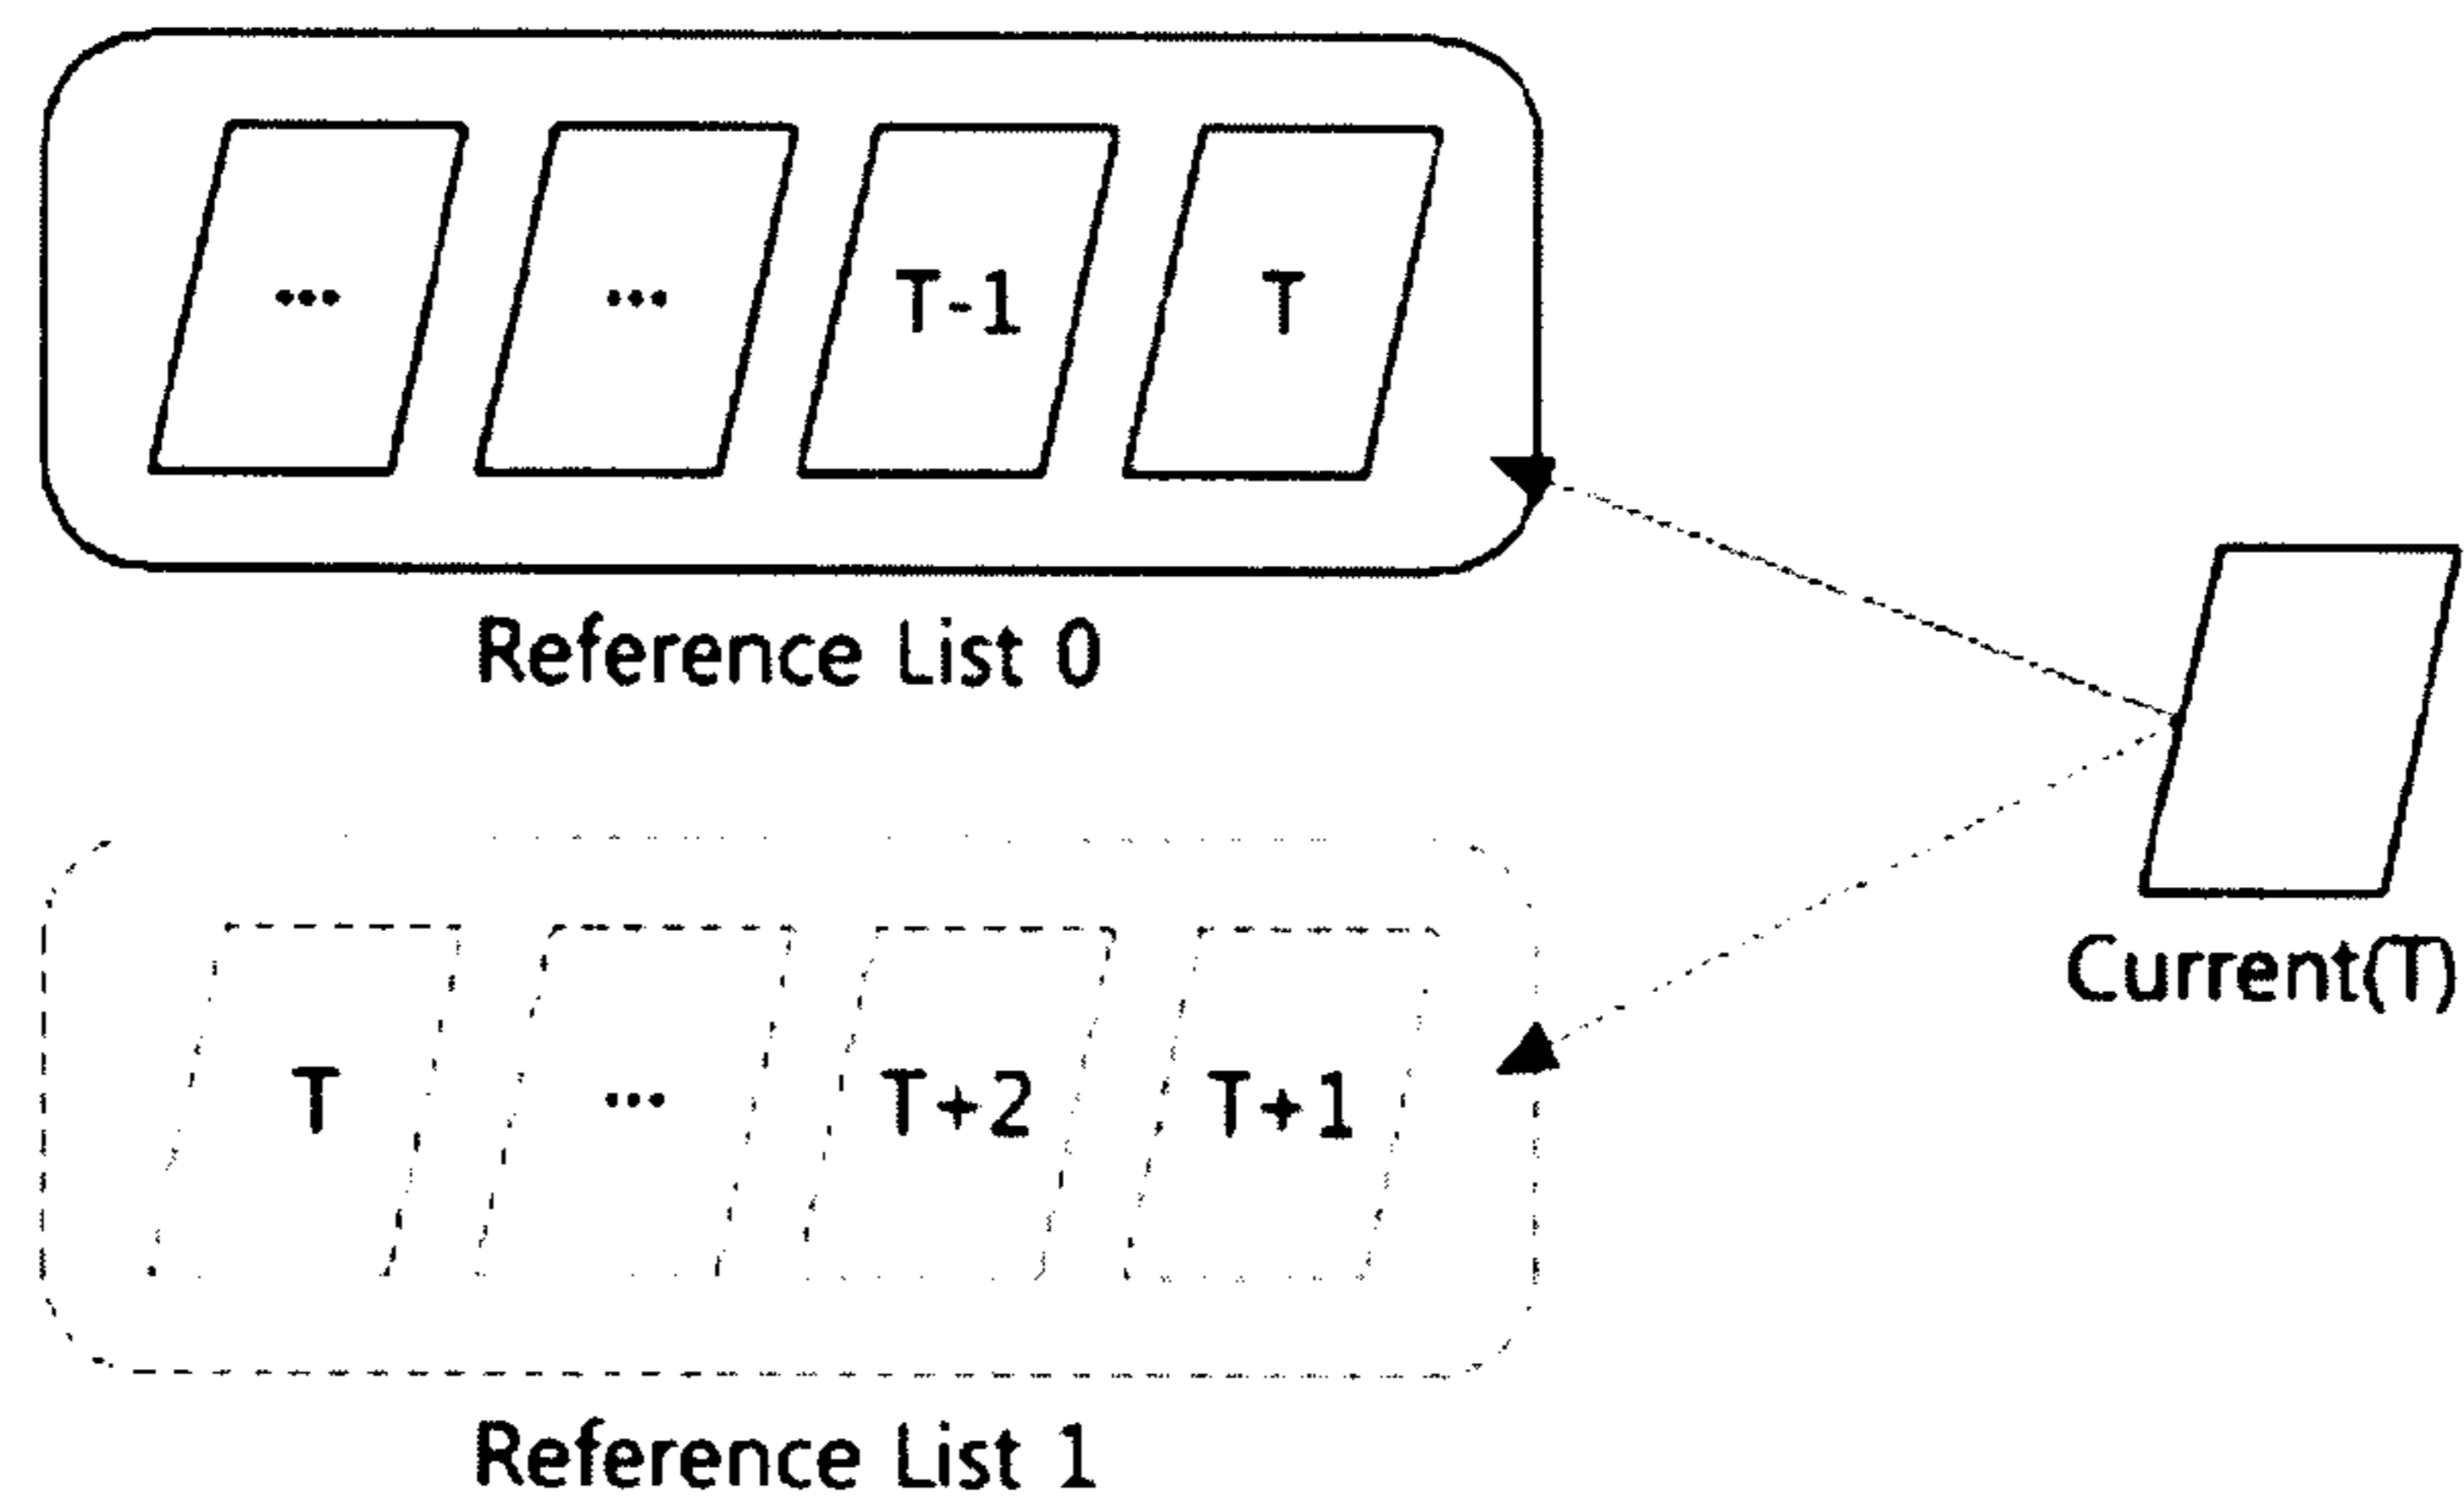 ... ... T-1 T
Reference List 0
Current(T)
T ... T+2 T+1
Reference List 1